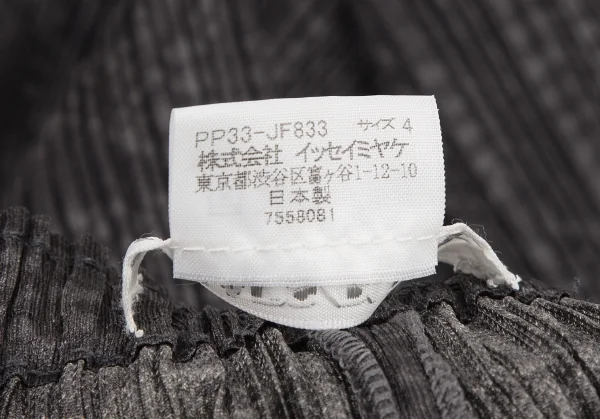 PP33-JF833 サイズ 4
株式会社 イッセイミヤケ
東京都渋谷区富ヶ谷1-12-10
日本製
7558081